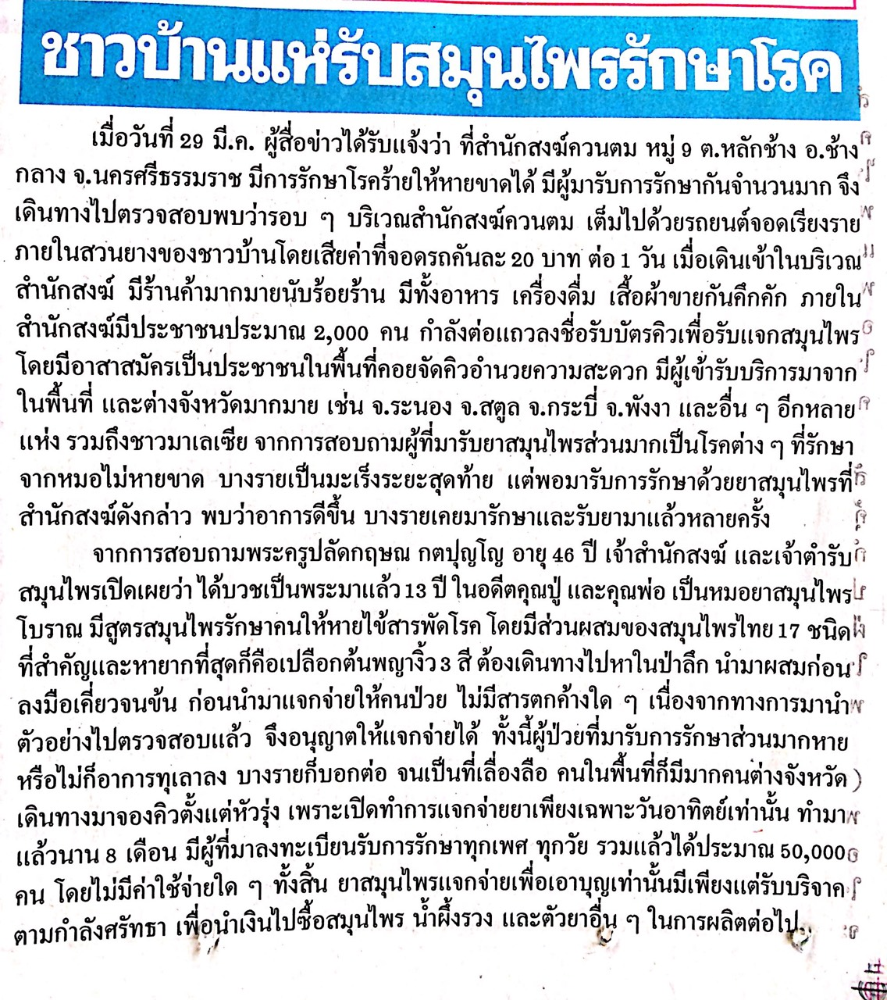 ชาวบ้านแห่รับสมุนไพรรักษาโรค
เมื่อวันที่ 29 มี.ค. ผู้สื่อข่าวได้รับแจ้งว่า ที่สำนักสงฆ์ควนตม หมู่ 9 ต.หลักช้าง อ.ช้าง
กลาง จ.นครศรีธรรมราช มีการรักษาโรคร้ายให้หายขาดได้ มีผู้มารับการรักษากันจำนวนมาก จึง
เดินทางไปตรวจสอบพบว่ารอบ ๆ บริเวณสำนักสงฆ์ควนตม เต็มไปด้วยรถยนต์จอดเรียงราย
ภายในสวนยางของชาวบ้านโดยเสียค่าที่จอดรถคันละ 20 บาท ต่อ 1 วัน เมื่อเดินเข้าในบริเวณ
สำนักสงฆ์ มีร้านค้ามากมายนับร้อยร้าน มีทั้งอาหาร เครื่องดื่ม เสื้อผ้าขายกันคึกคัก ภายใน
สำนักสงฆ์มีประชาชนประมาณ 2,000 คน กำลังต่อแถวลงชื่อรับบัตรคิวเพื่อรับแจกสมุนไพร
โดยมีอาสาสมัครเป็นประชาชนในพื้นที่คอยจัดคิวอำนวยความสะดวก มีผู้เข้ารับบริการมาจาก
ในพื้นที่ และต่างจังหวัดมากมาย เช่น จ.ระนอง จ.สตูล จ.กระบี่ จ.พังงา และอื่น ๆ อีกหลาย
แห่ง รวมถึงชาวมาเลเซีย จากการสอบถามผู้ที่มารับยาสมุนไพรส่วนมากเป็นโรคต่าง ๆ ที่รักษา
จากหมอไม่หายขาด บางรายเป็นมะเร็งระยะสุดท้าย แต่พอมารับการรักษาด้วยยาสมุนไพรที่
สำนักสงฆ์ดังกล่าว พบว่าอาการดีขึ้น บางรายเคยมารักษาและรับยามาแล้วหลายครั้ง
จากการสอบถามพระครูปลัดกฤษณ กตปุญโญ อายุ 46 ปี เจ้าสำนักสงฆ์ และเจ้าตำรับ
สมุนไพรเปิดเผยว่า ได้บวชเป็นพระมาแล้ว 13 ปี ในอดีตคุณปู่ และคุณพ่อ เป็นหมอยาสมุนไพร
โบราณ มีสูตรสมุนไพรรักษาคนให้หายไข้สารพัดโรค โดยมีส่วนผสมของสมุนไพรไทย 17 ชนิด
ที่สำคัญและหายากที่สุดก็คือเปลือกต้นพญางิ้ว 3 สี ต้องเดินทางไปหาในป่าลึก นำมาผสมก่อน
ลงมือเคี่ยวจนข้น ก่อนนำมาแจกจ่ายให้คนป่วย ไม่มีสารตกค้างใด ๆ เนื่องจากทางการมานำ
ตัวอย่างไปตรวจสอบแล้ว จึงอนุญาตให้แจกจ่ายได้ ทั้งนี้ผู้ป่วยที่มารับการรักษาส่วนมากหาย
หรือไม่ก็อาการทุเลาลง บางรายก็บอกต่อ จนเป็นที่เลื่องลือ คนในพื้นที่ก็มีมากคนต่างจังหวัด
เดินทางมาจองคิวตั้งแต่หัวรุ่ง เพราะเปิดทำการแจกจ่ายยาเพียงเฉพาะวันอาทิตย์เท่านั้น ทำมา
แล้วนาน 8 เดือน มีผู้ที่มาลงทะเบียนรับการรักษาทุกเพศ ทุกวัย รวมแล้วได้ประมาณ 50,000
คน โดยไม่มีค่าใช้จ่ายใด ๆ ทั้งสิ้น ยาสมุนไพรแจกจ่ายเพื่อเอาบุญเท่านั้นมีเพียงแต่รับบริจาค
ตามกำลังศรัทธา เพื่อนำเงินไปซื้อสมุนไพร น้ำผึ้งรวง และตัวยาอื่น ๆ ในการผลิตต่อไป.